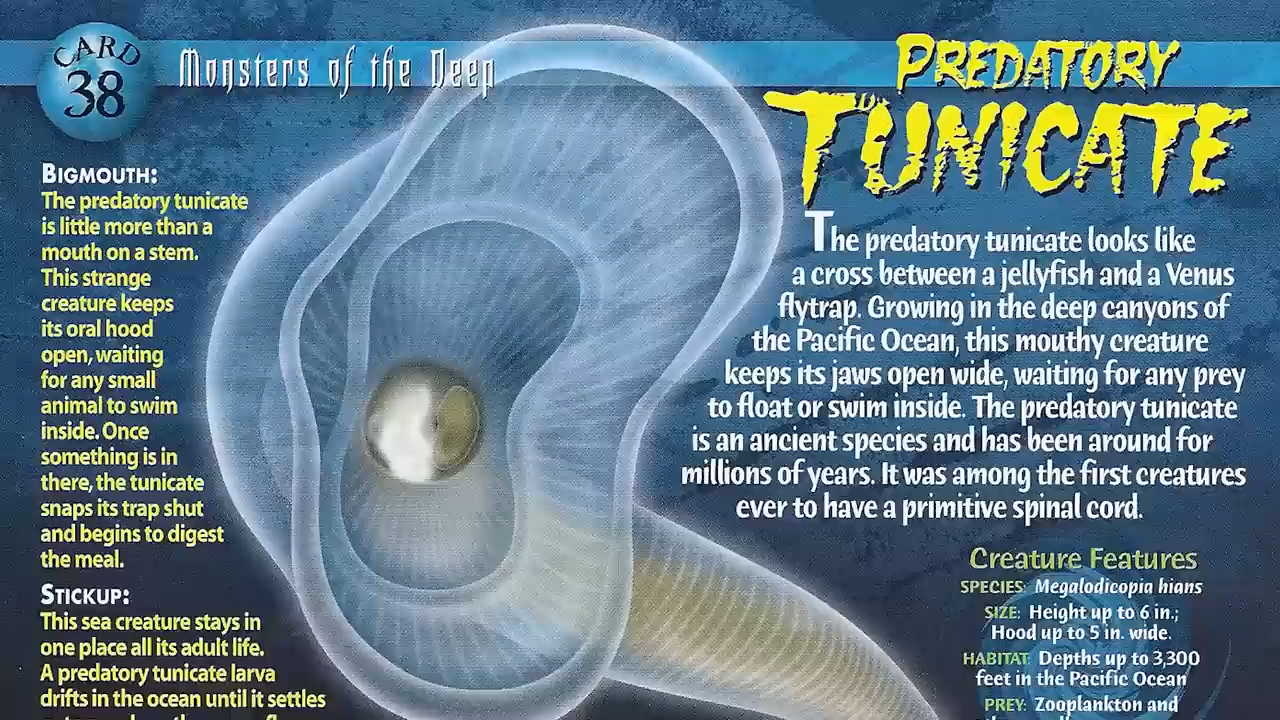 CARD
38
Monsters of the Deep
PREDATORY
TUNICATE
BIGMOUTH:
The predatory tunicate
is little more than a
mouth on a stem.
This strange
creature keeps
its oral hood
open, waiting
for any small
animal to swim
inside. Once
something is in
there, the tunicate
snaps its trap shut
and begins to digest
the meal.
STICKUP:
This sea creature stays in
one place all its adult life.
A predatory tunicate larva
drifts in the ocean until it settles
The predatory tunicate looks like
a cross between a jellyfish and a Venus
flytrap. Growing in the deep canyons of
the Pacific Ocean, this mouthy creature
keeps its jaws open wide, waiting for any prey
to float or swim inside. The predatory tunicate
is an ancient species and has been around for
millions of years. It was among the first creatures
ever to have a primitive spinal cord.
Creature Features
SPECIES: Megalodicopia hians
SIZE: Height up to 6 in.;
Hood up to 5 in. wide.
HABITAT: Depths up to 3,300
feet in the Pacific Ocean
PREY: Zooplankton and